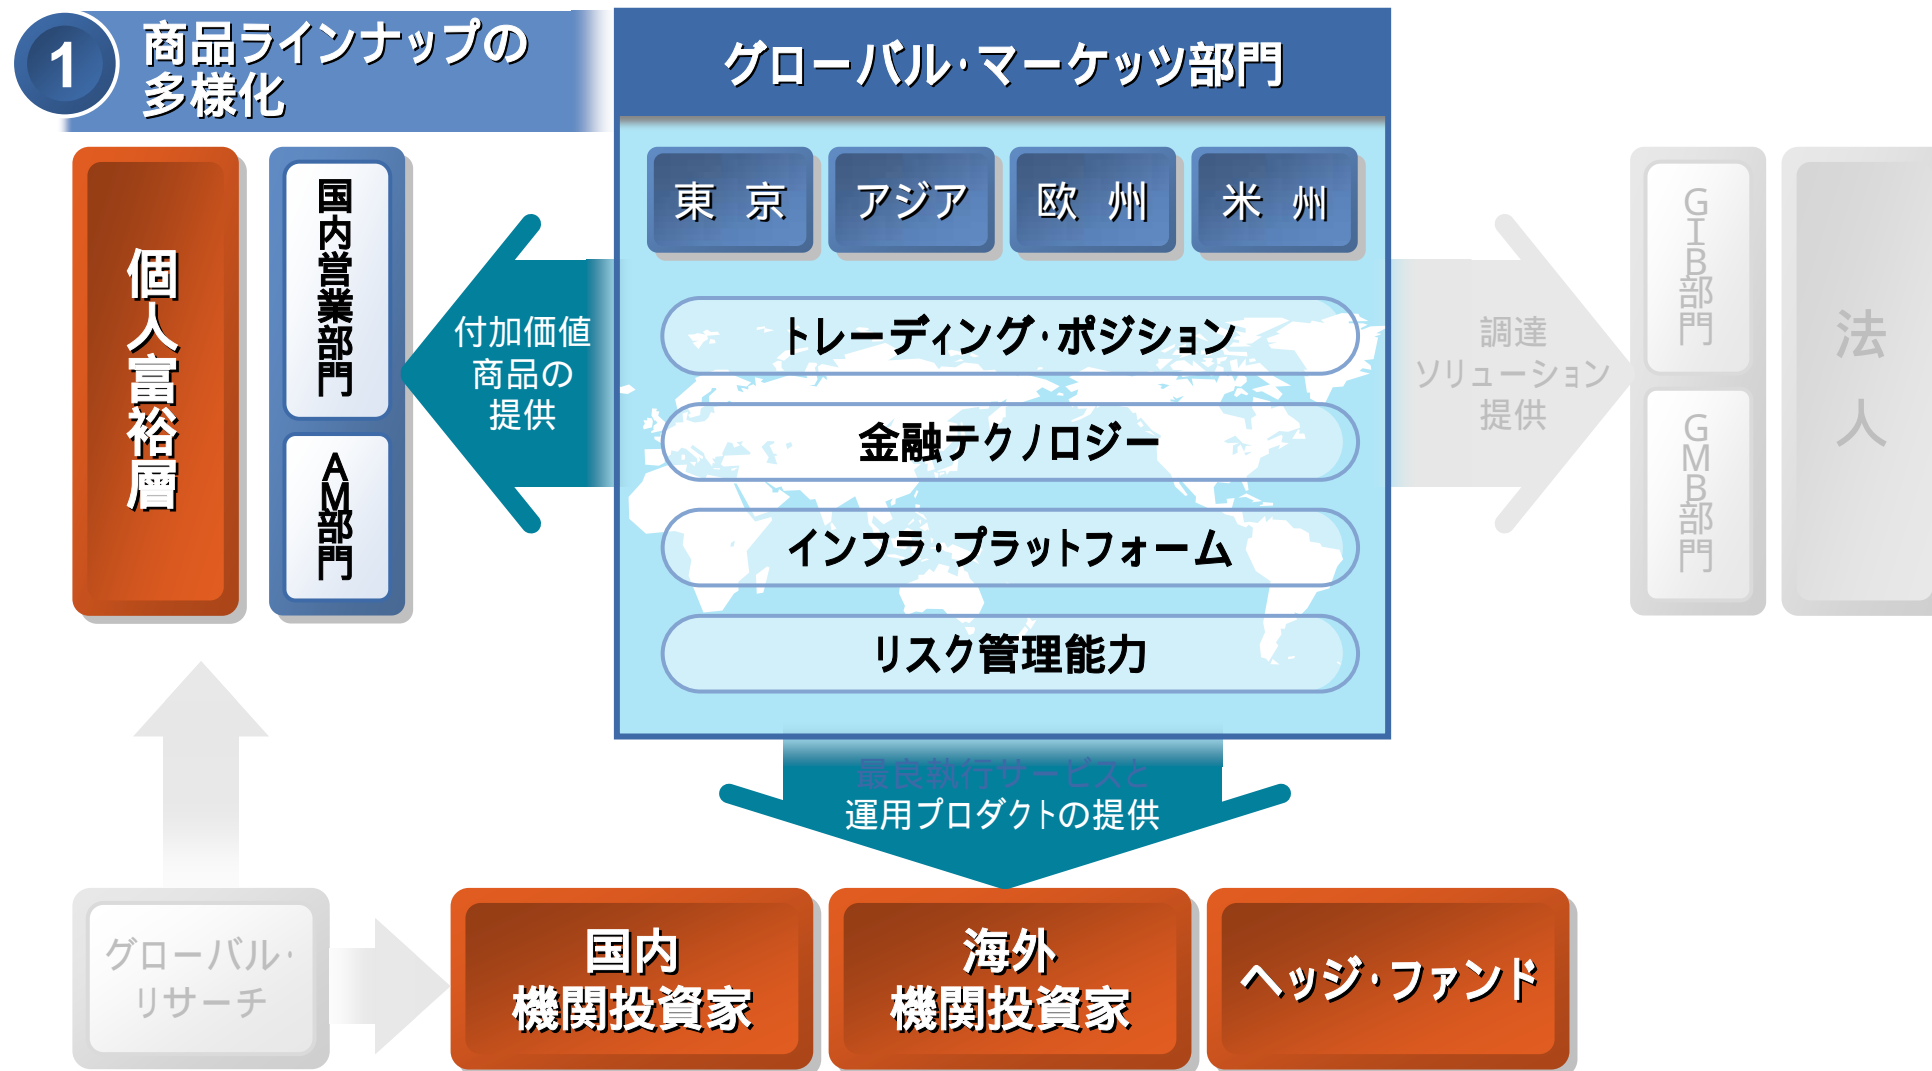 1
商品ラインナップの
多様化
グローバル・マーケッツ部門
東 京
アジア
欧 州
米 州
個人富裕層
国内営業部門
AM部門
付加価値
商品の
提供
トレーディング・ポジション
金融テクノロジー
インフラ・プラットフォーム
リスク管理能力
調達
ソリューション
提供
GIB部門
GMB部門
法人
最良執行サービスと
運用プロダクトの提供
グローバル・
リサーチ
国内
機関投資家
海外
機関投資家
ヘッジ・ファンド